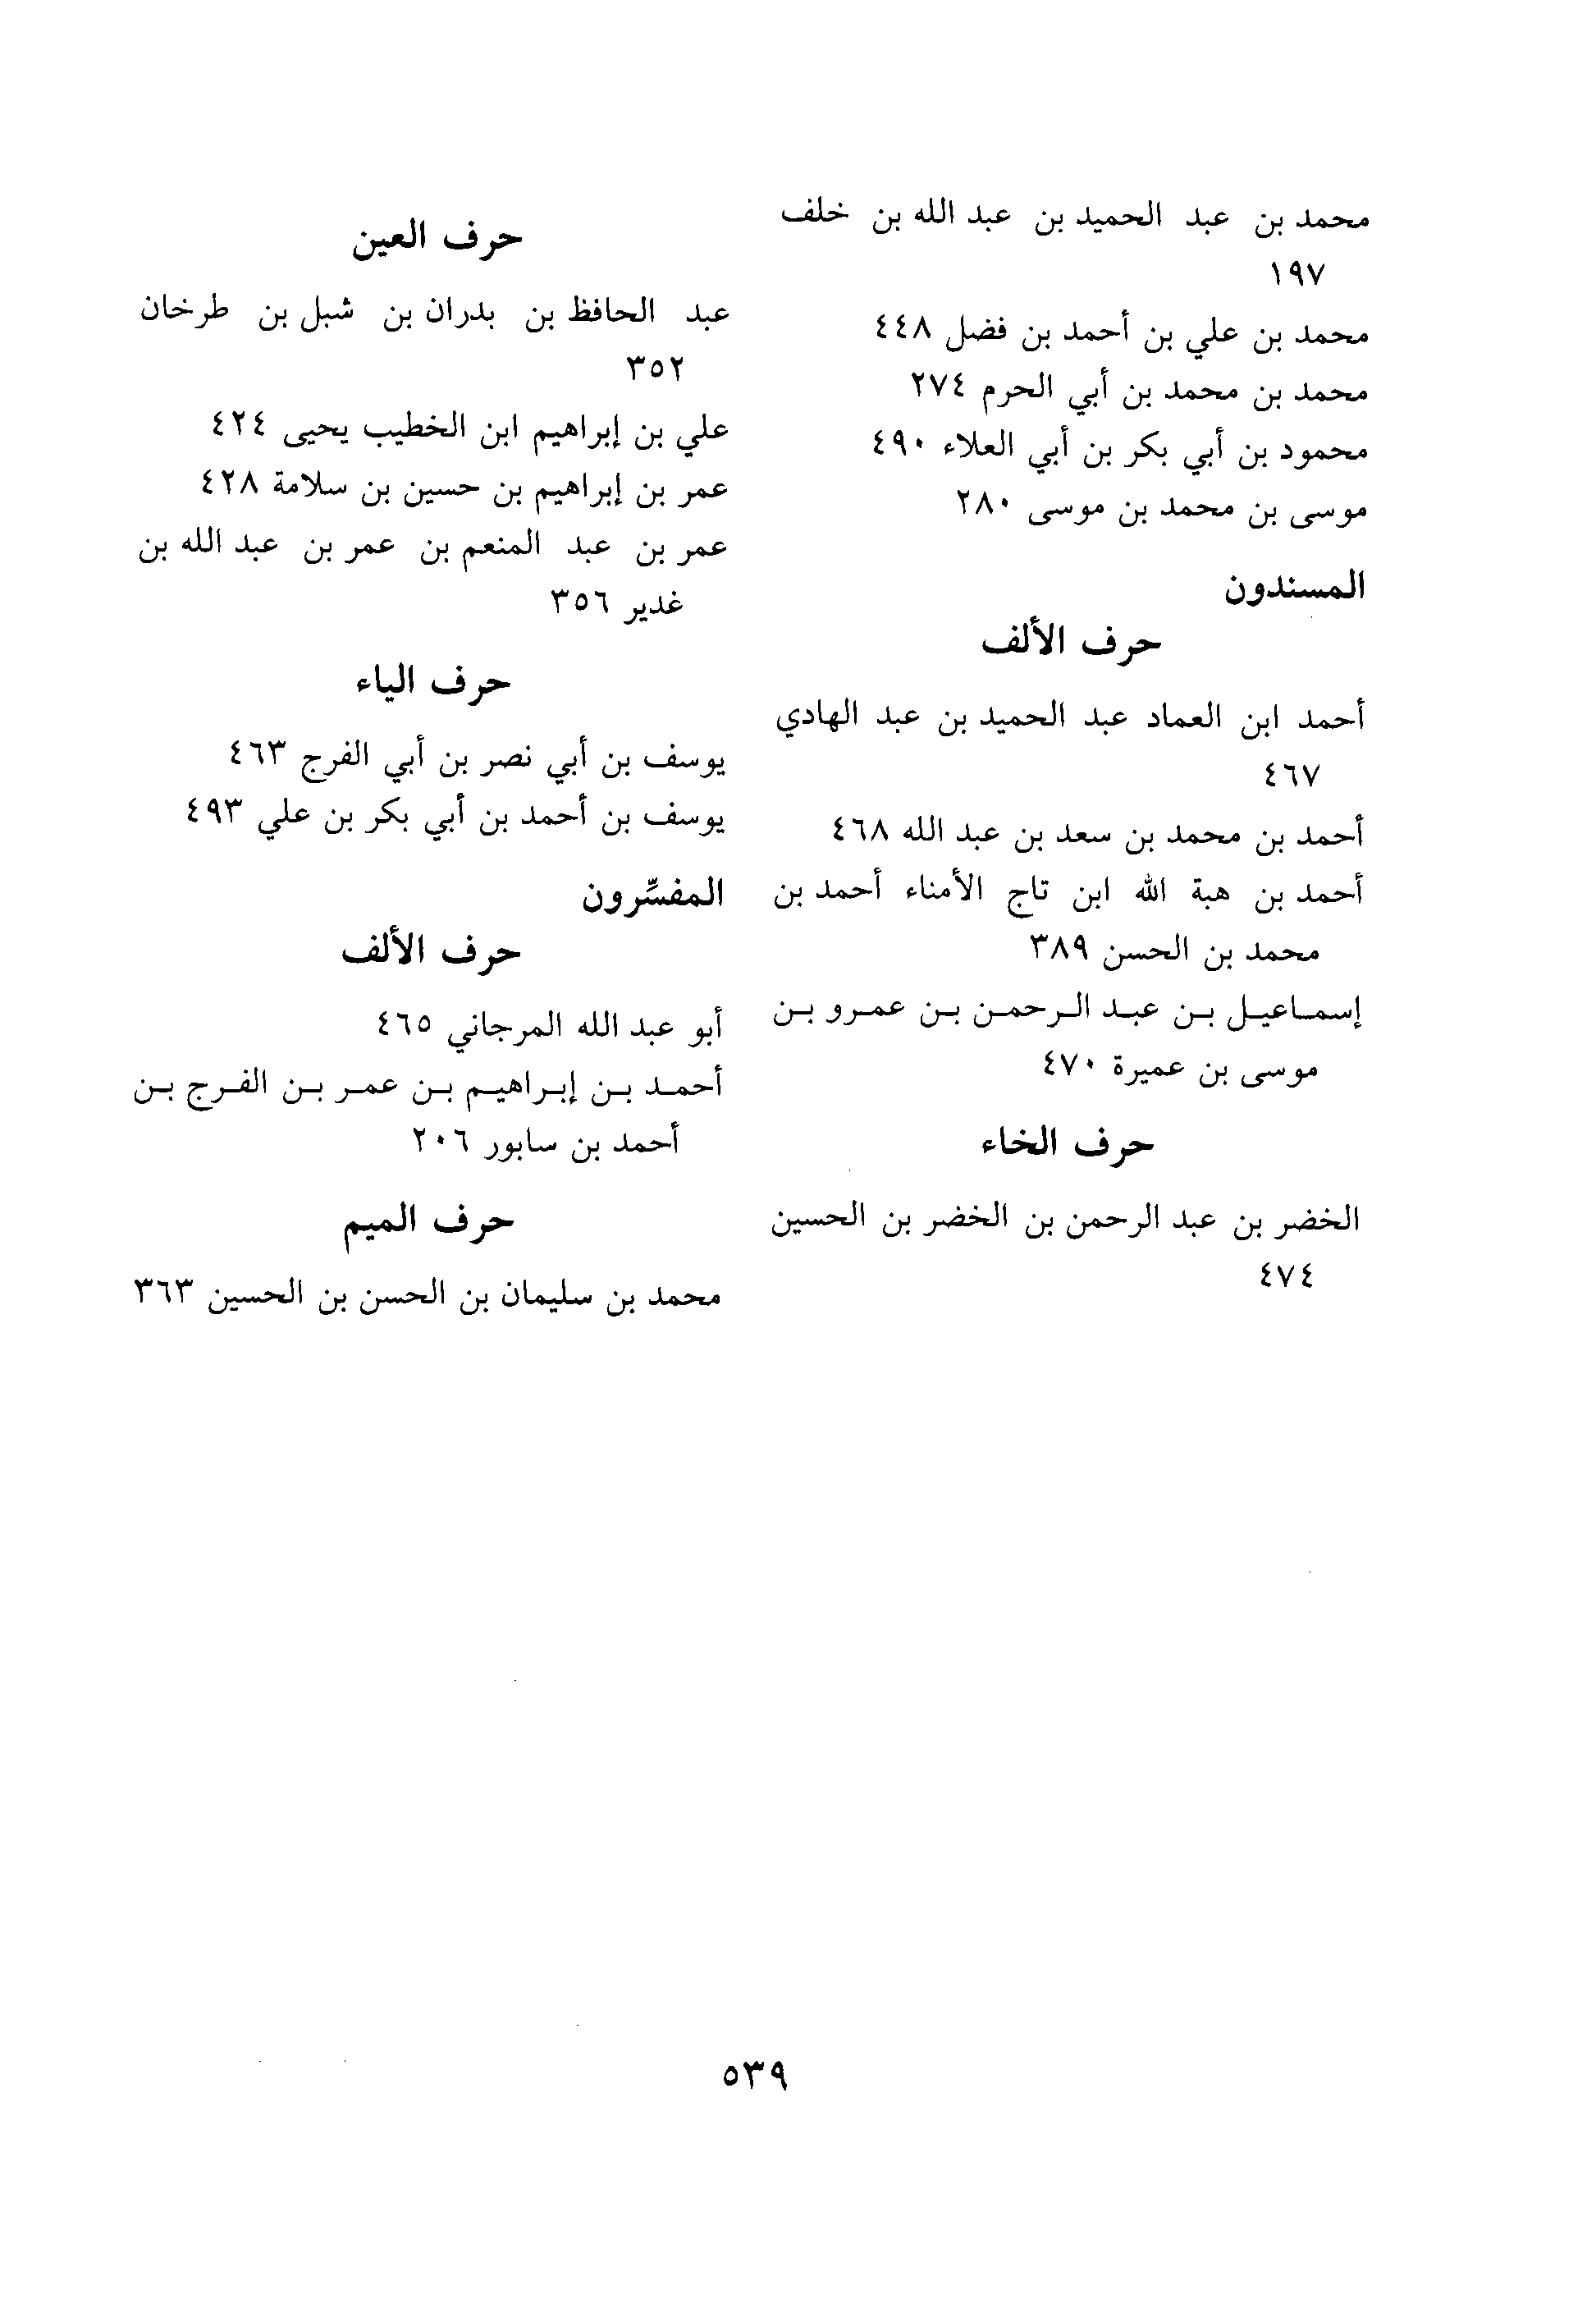 محمد بن عبد الحميد بن عبد الله بن خلف
١٩٧
محمد بن علي بن أحمد بن فضل ٤٤٨
محمد بن محمد بن أبي الحرم ٢٧٤
محمود بن أبي بكر بن أبي العلاء ٤٩٠
موسى بن محمد بن موسى ٢٨٠
المسندون
حرف الألف
أحمد ابن العماد عبد الحميد بن عبد الهادي
٤٦٧
أحمد بن محمد بن سعد بن عبد الله ٤٦٨
أحمد بن هبة الله ابن تاج الأمناء أحمد بن
محمد بن الحسن ٣٨٩
إسماعيل بن عبد الرحمن بن عمرو بن
موسى بن عميرة ٤٧٠
حرف الخاء
الخضر بن عبد الرحمن بن الخضر بن الحسين
٤٧٤
حرف العين
عبد الحافظ بن بدران بن شبل بن طرخان
٣٥٢
علي بن إبراهيم ابن الخطيب يحيى ٤٢٤
عمر بن إبراهيم بن حسين بن سلامة ٤٢٨
عمر بن عبد المنعم بن عمر بن عبد الله بن
غدير ٣٥٦
حرف الياء
يوسف بن أبي نصر بن أبي الفرج ٤٦٣
يوسف بن أحمد بن أبي بكر بن علي ٤٩٣
المفسِّرون
حرف الألف
أبو عبد الله المرجاني ٤٦٥
أحمد بن إبراهيم بن عمر بن الفرج بن
أحمد بن سابور ٢٠٦
حرف الميم
محمد بن سليمان بن الحسن بن الحسين ٣٦٣
٥٣٩